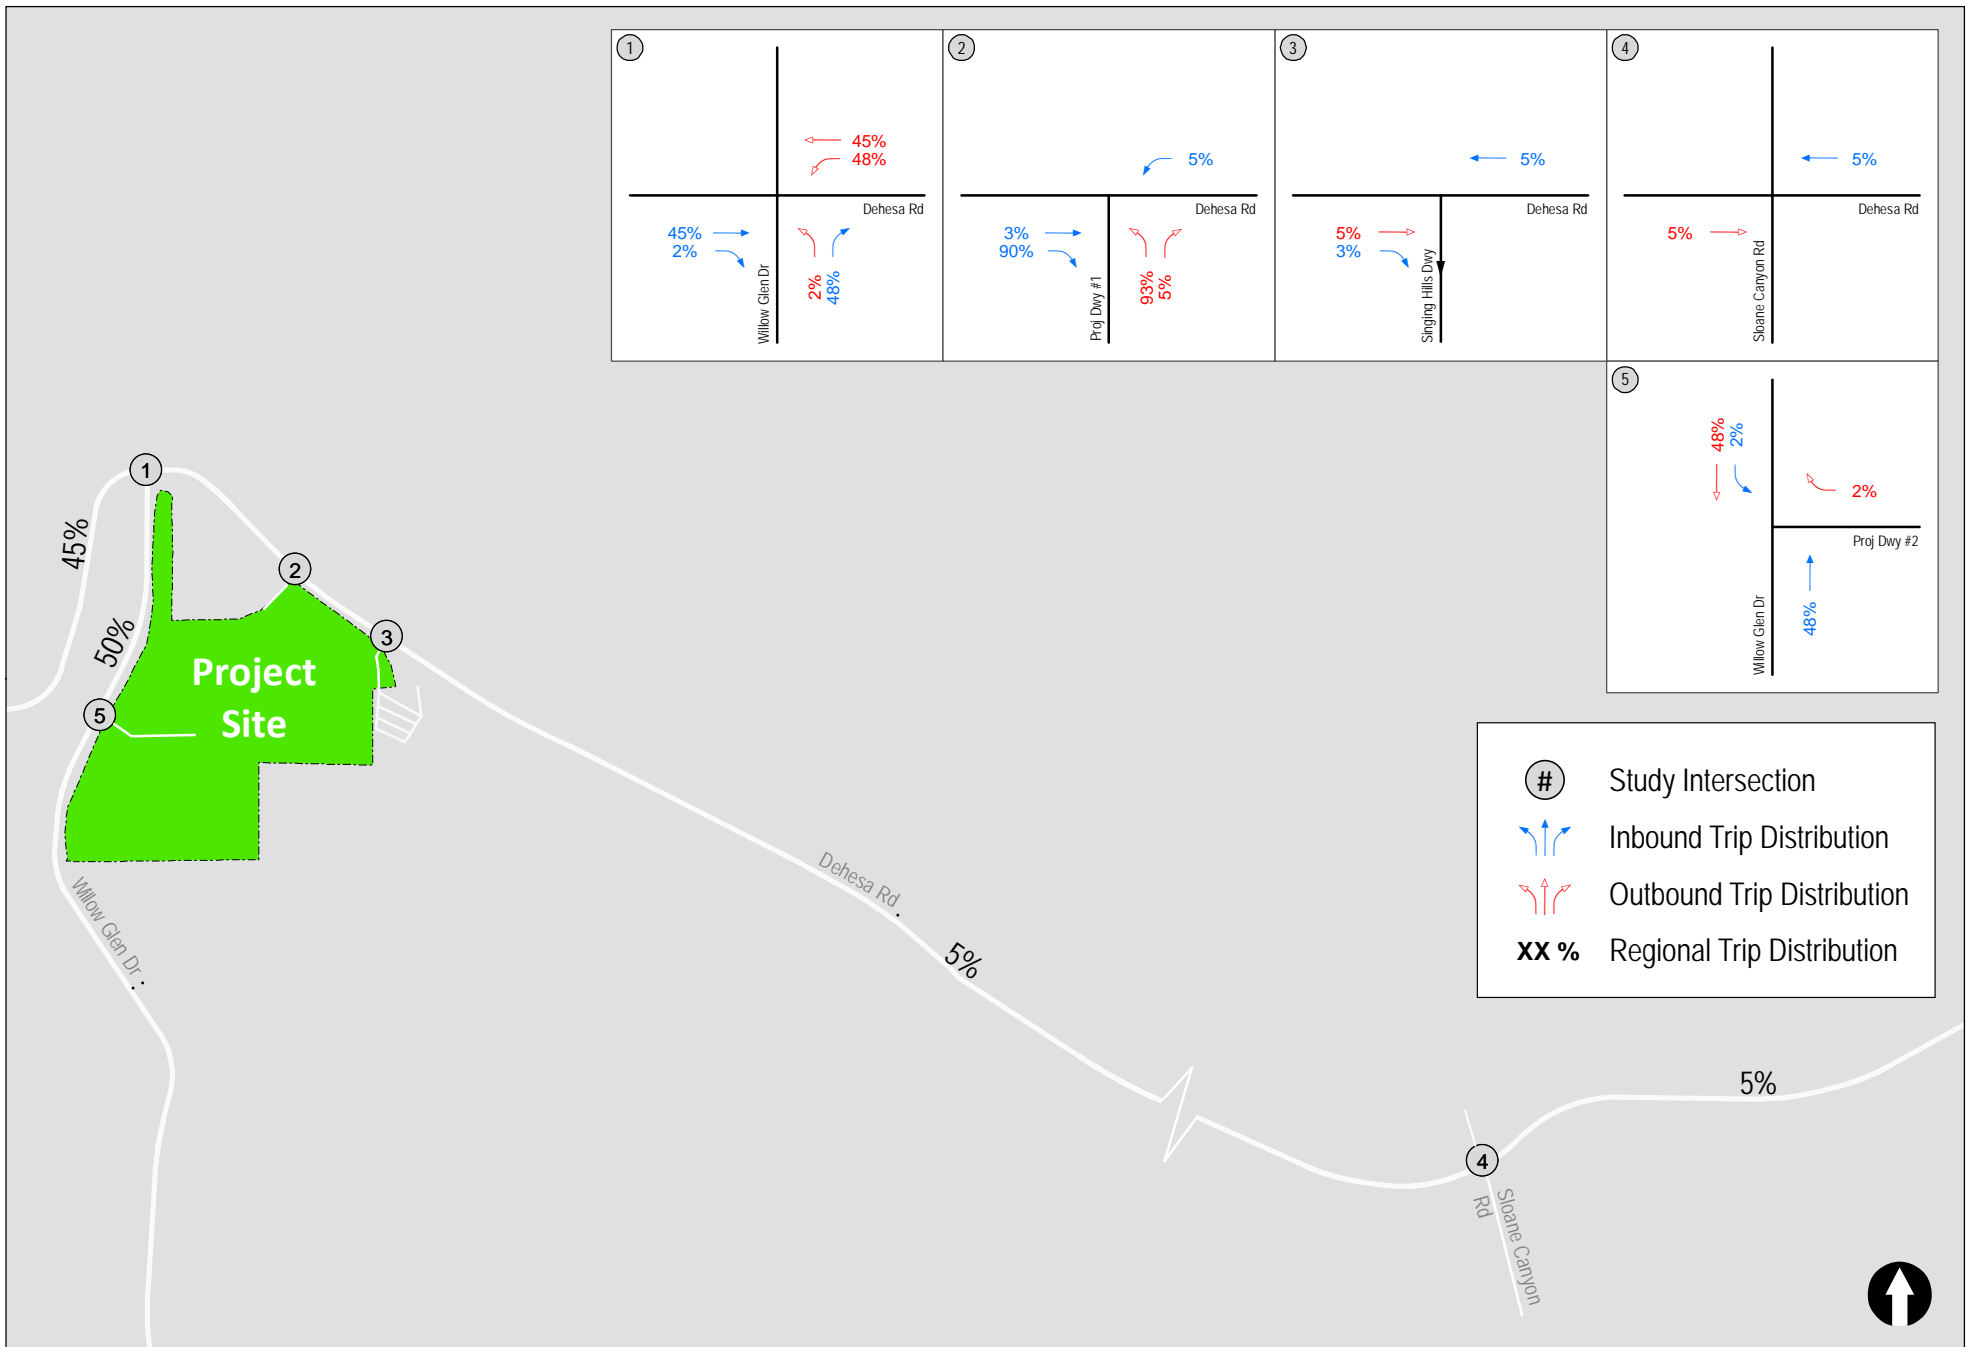 1
45%
48%
Dehesa Rd
45%
2%
Willow Glen Dr
2%
48%
2
5%
Dehesa Rd
3%
90%
Proj Dwy #1
93%
5%
3
5%
Dehesa Rd
5%
3%
Singing Hills Dwy
4
5%
Dehesa Rd
5%
Sloane Canyon Rd
5
48%
2%
2%
Proj Dwy #2
Willow Glen Dr
48%
1
45%
2
50%
3
Project
Site
5
# Study Intersection
Inbound Trip Distribution
Outbound Trip Distribution
XX % Regional Trip Distribution
Willow Glen Dr
Dehesa Rd
5%
5%
4
Sloane Canyon
Rd